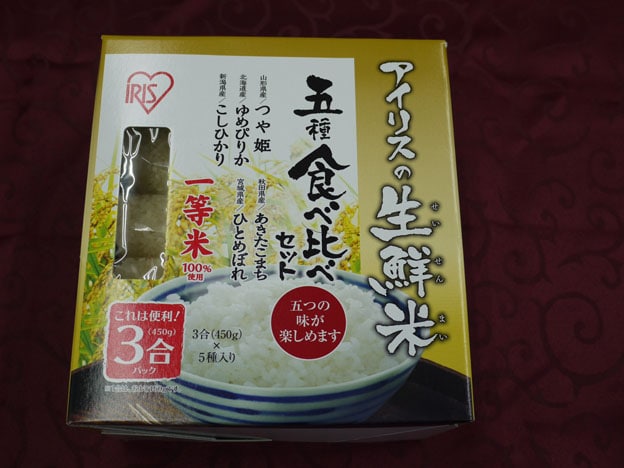 アイリスの生鮮米
せいせんまい
五種
食べ比べ
セット
山形県産/つや姫
北海道産/ゆめぴりか
新潟県産/こしひかり
秋田県産/あきたこまち
宮城県産/ひとめぼれ
一等米
100%
使用
IRIS
五つの
味が
楽しめます
3合(450g)
×
5種入り
これは便利!
(450g)
3合
パック